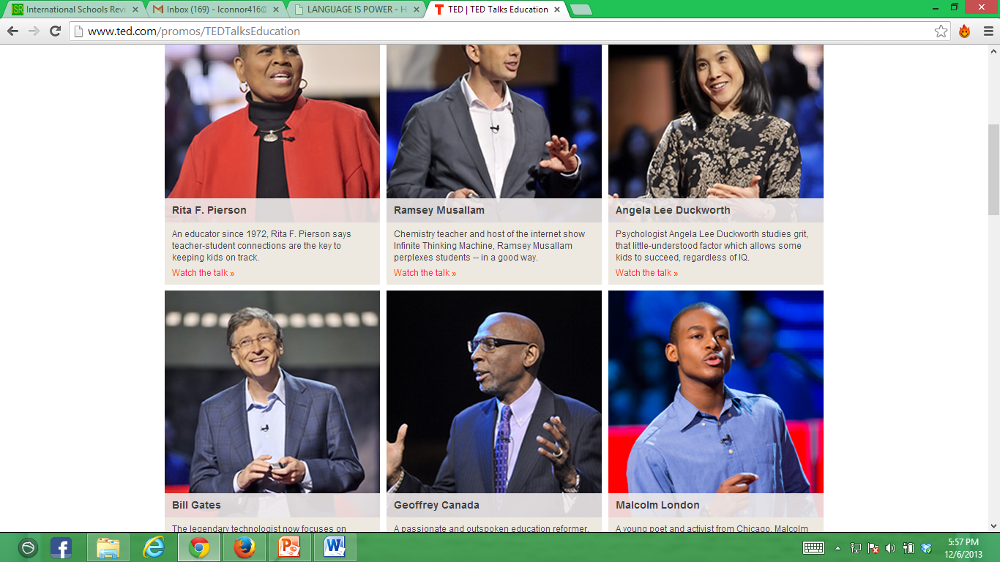 International Schools Revi
Inbox (169) - lconnor416@
LANGUAGE IS POWER - H
TED | TED Talks Education
www.ted.com/promos/TEDTalksEducation
Rita F. Pierson
An educator since 1972, Rita F. Pierson says
teacher-student connections are the key to
keeping kids on track.
Watch the talk »
Ramsey Musallam
Chemistry teacher and host of the internet show
Infinite Thinking Machine, Ramsey Musallam
perplexes students -- in a good way.
Watch the talk »
Angela Lee Duckworth
Psychologist Angela Lee Duckworth studies grit,
that little-understood factor which allows some
kids to succeed, regardless of IQ.
Watch the talk »
Bill Gates
The legendary technologist now focuses on
Geoffrey Canada
A passionate and outspoken education reformer,
Malcolm London
A young poet and activist from Chicago, Malcolm
5:57 PM
12/6/2013